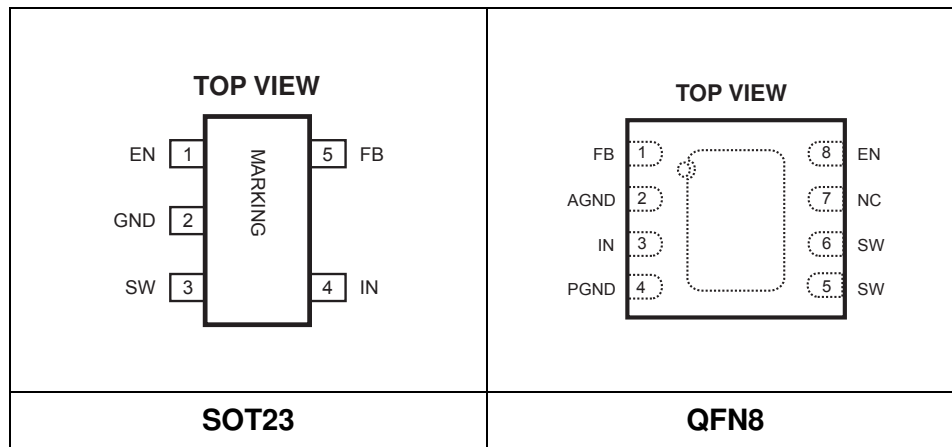 TOP VIEW
EN 1 MARKING 5 FB
GND 2
SW 3 4 IN
SOT23
TOP VIEW
FB 1 8 EN
AGND 2 7 NC
IN 3 6 SW
PGND 4 5 SW
QFN8